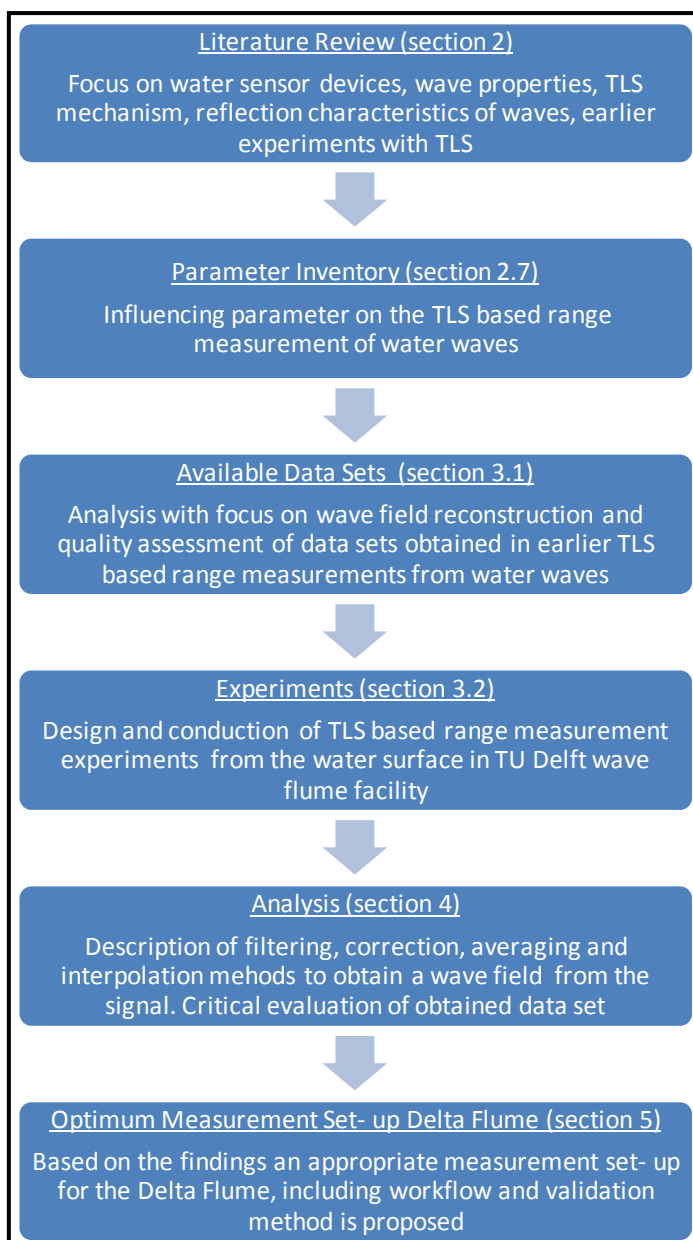 Literature Review (section 2)
Focus on water sensor devices, wave properties, TLS
mechanism, reflection characteristics of waves, earlier
experiments with TLS
Parameter Inventory (section 2.7)
Influencing parameter on the TLS based range
measurement of water waves
Available Data Sets (section 3.1)
Analysis with focus on wave field reconstruction and
quality assessment of data sets obtained in earlier TLS
based range measurements from water waves
Experiments (section 3.2)
Design and conduction of TLS based range measurement
experiments from the water surface in TU Delft wave
flume facility
Analysis (section 4)
Description of filtering, correction, averaging and
interpolation mehods to obtain a wave field from the
signal. Critical evaluation of obtained data set
Optimum Measurement Set- up Delta Flume (section 5)
Based on the findings an appropriate measurement set- up
for the Delta Flume, including workflow and validation
method is proposed